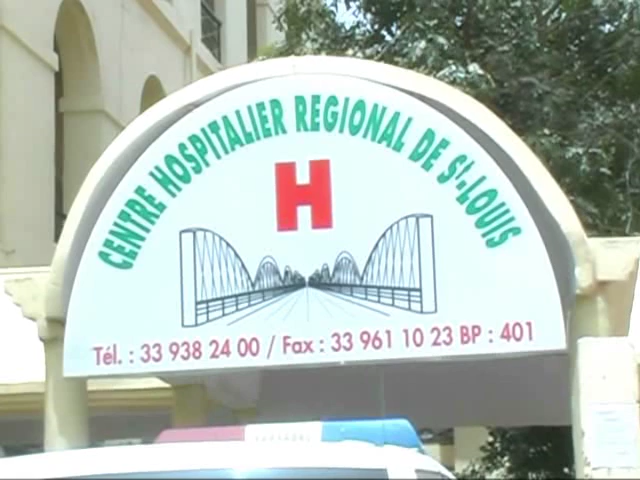 CENTRE HOSPITALIER REGIONAL DE St-LOUIS
H
Tél. : 33 938 24 00 / Fax : 33 961 10 23 BP : 401